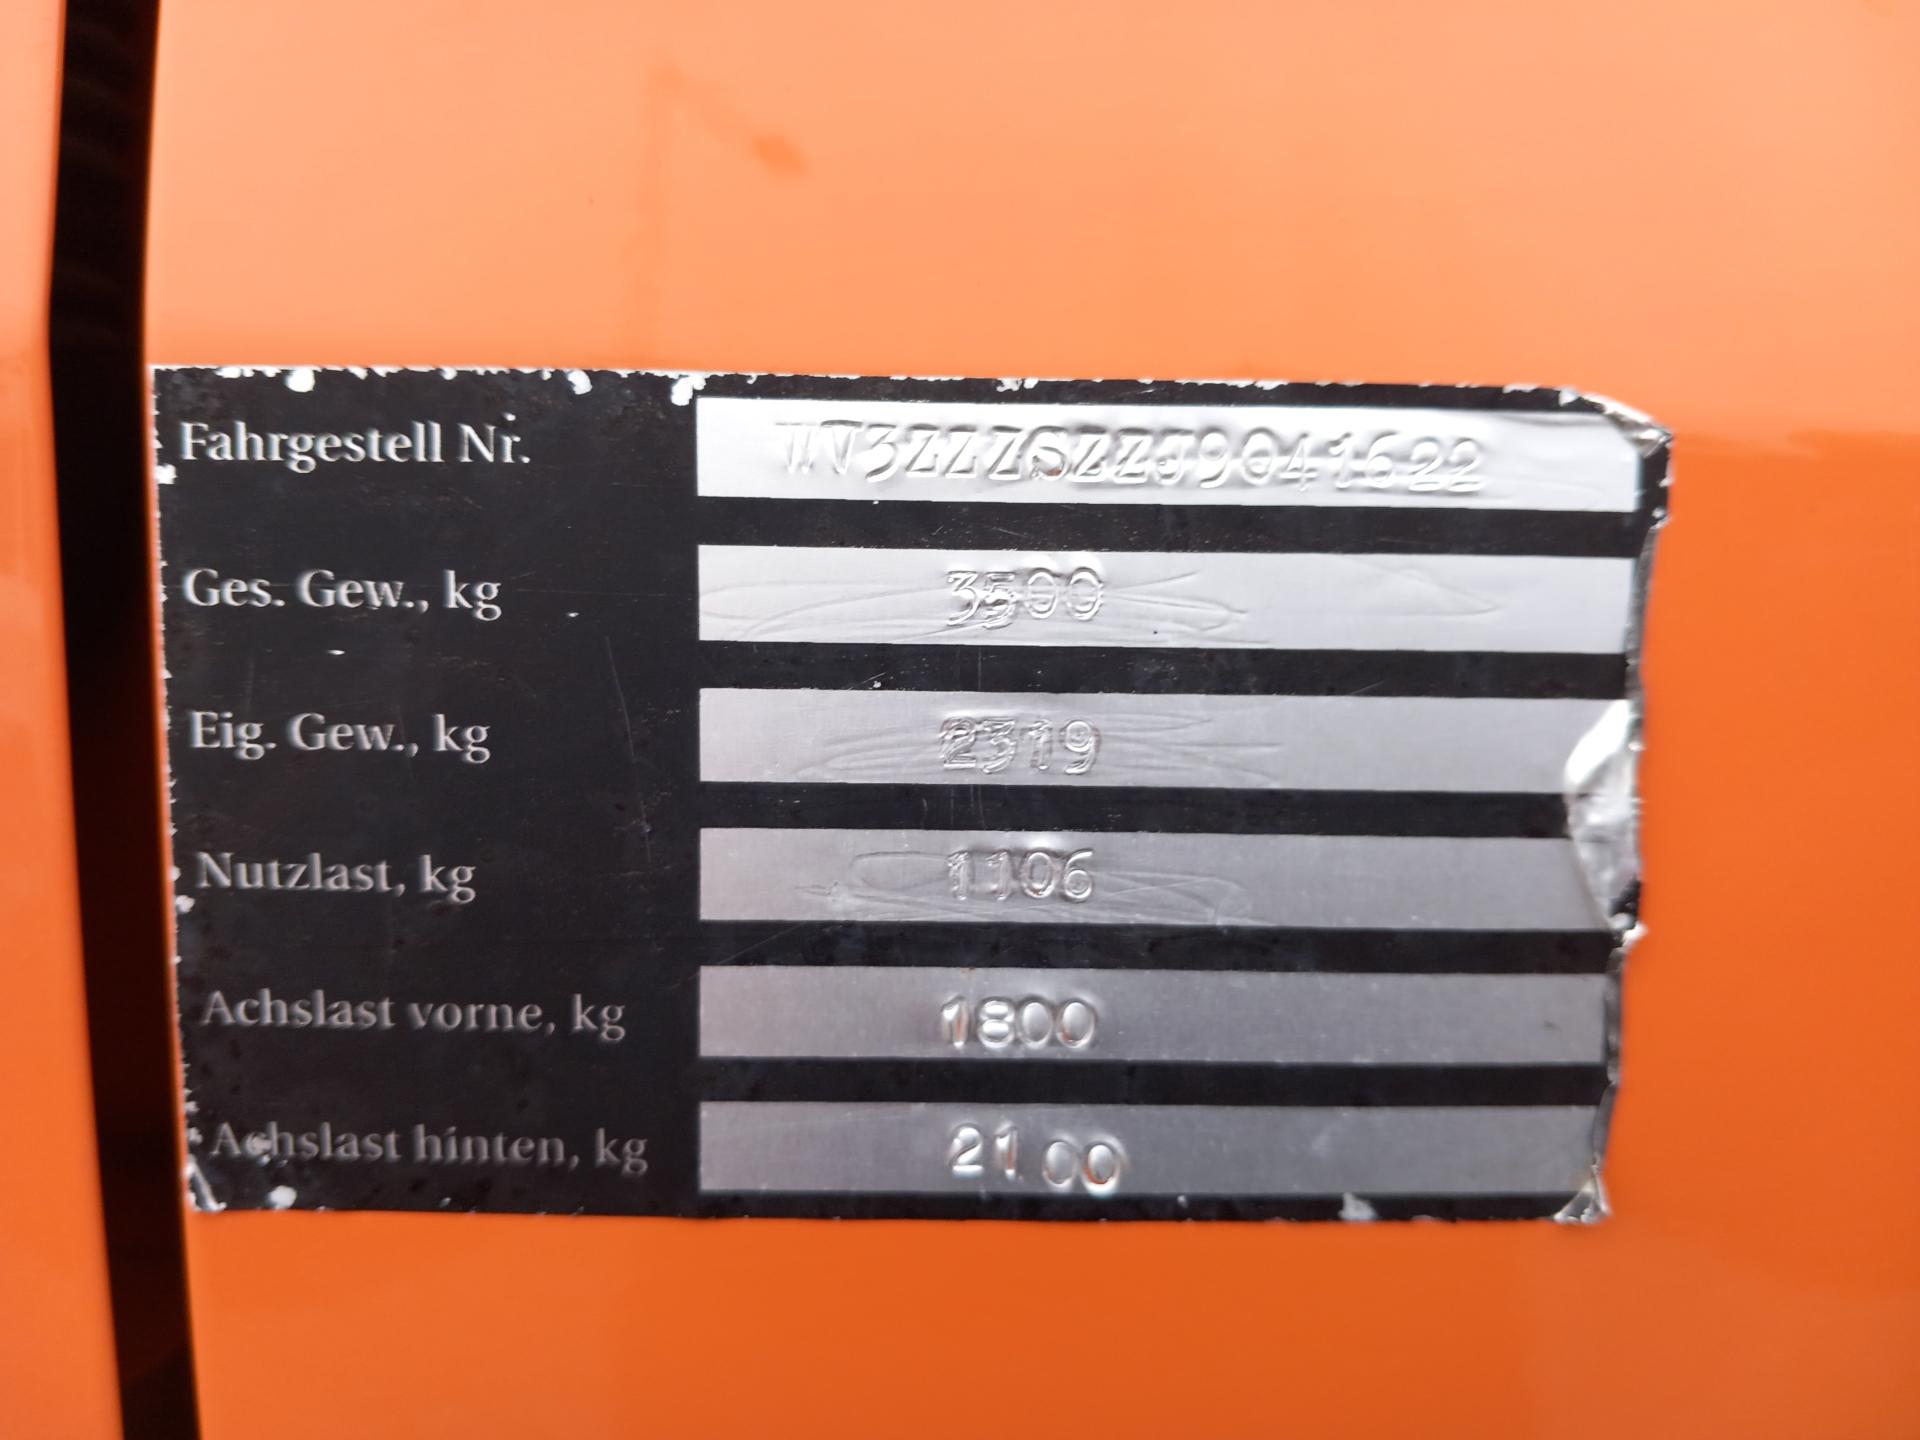 Fahrgestell Nr. WV3ZZZSZZJ9041622
Ges. Gew., kg 3500
Eig. Gew., kg 2319
Nutzlast, kg 1106
Achslast vorne, kg 1800
Achslast hinten, kg 2100